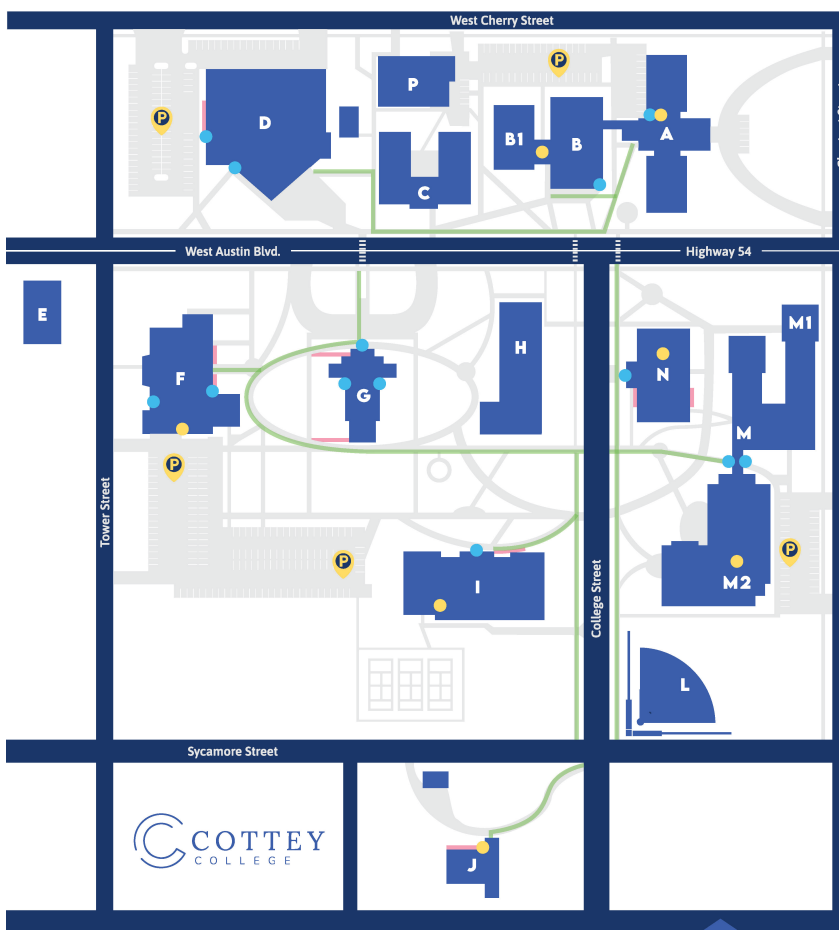 West Cherry Street
P
P
P
D
B1
B
A
C
West Austin Blvd.
Highway 54
E
M1
H
F
N
G
M
P
Tower Street
P
P
College Street
I
M2
L
Sycamore Street
COTTEY
COLLEGE
J